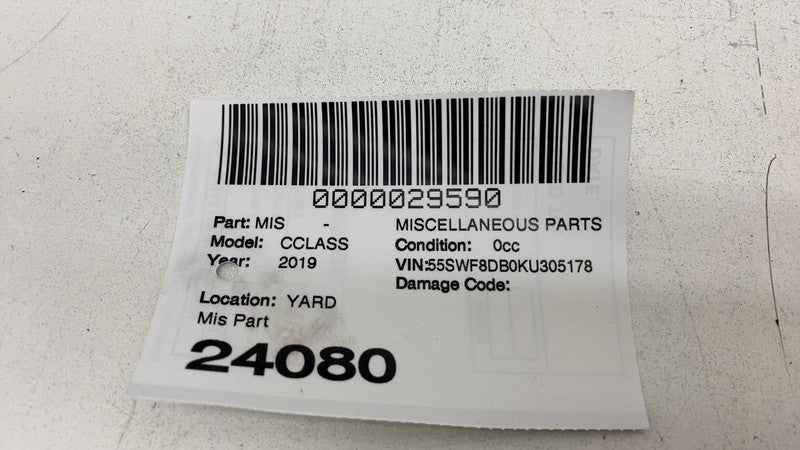 0000029590
Part: MIS - MISCELLANEOUS PARTS
Model: CCLASS Condition: 0cc
Year: 2019 VIN:55SWF8DB0KU305178
Damage Code:
Location: YARD
Mis Part
24080